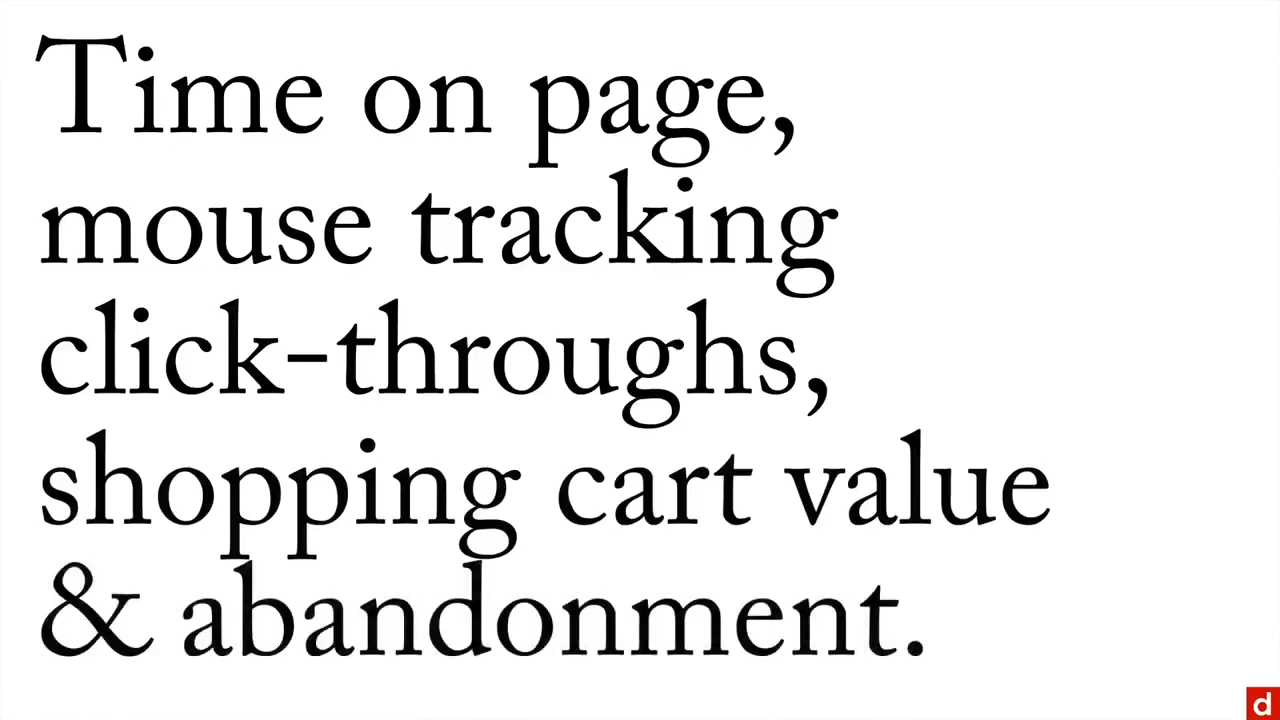 Time on page,
mouse tracking
click-throughs,
shopping cart value
& abandonment.
d